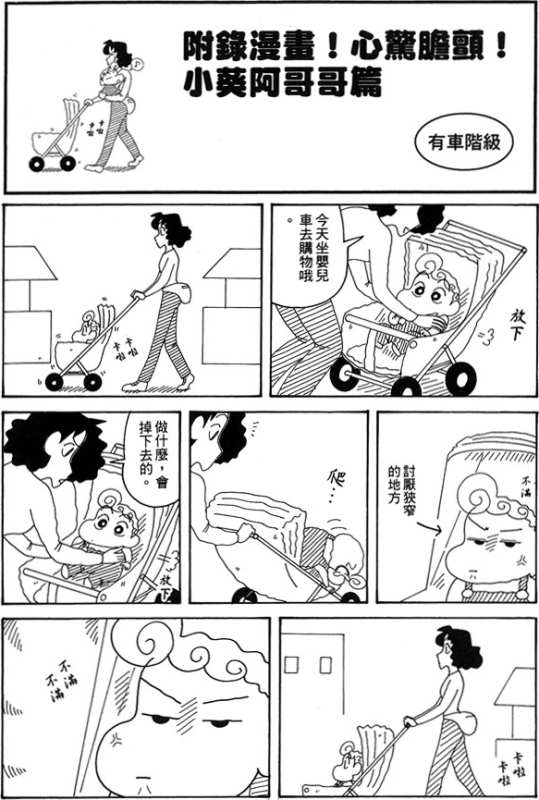 附錄漫畫！心驚膽顫！
小葵阿哥哥篇
有車階級
卡啦
卡啦
今天坐嬰兒
車去購物哦
。
放下
卡啦
卡啦
不滿
討厭狹窄
的地方
爬…
做什麼，會
掉下去的。
放下
卡啦
卡啦
不滿
不滿